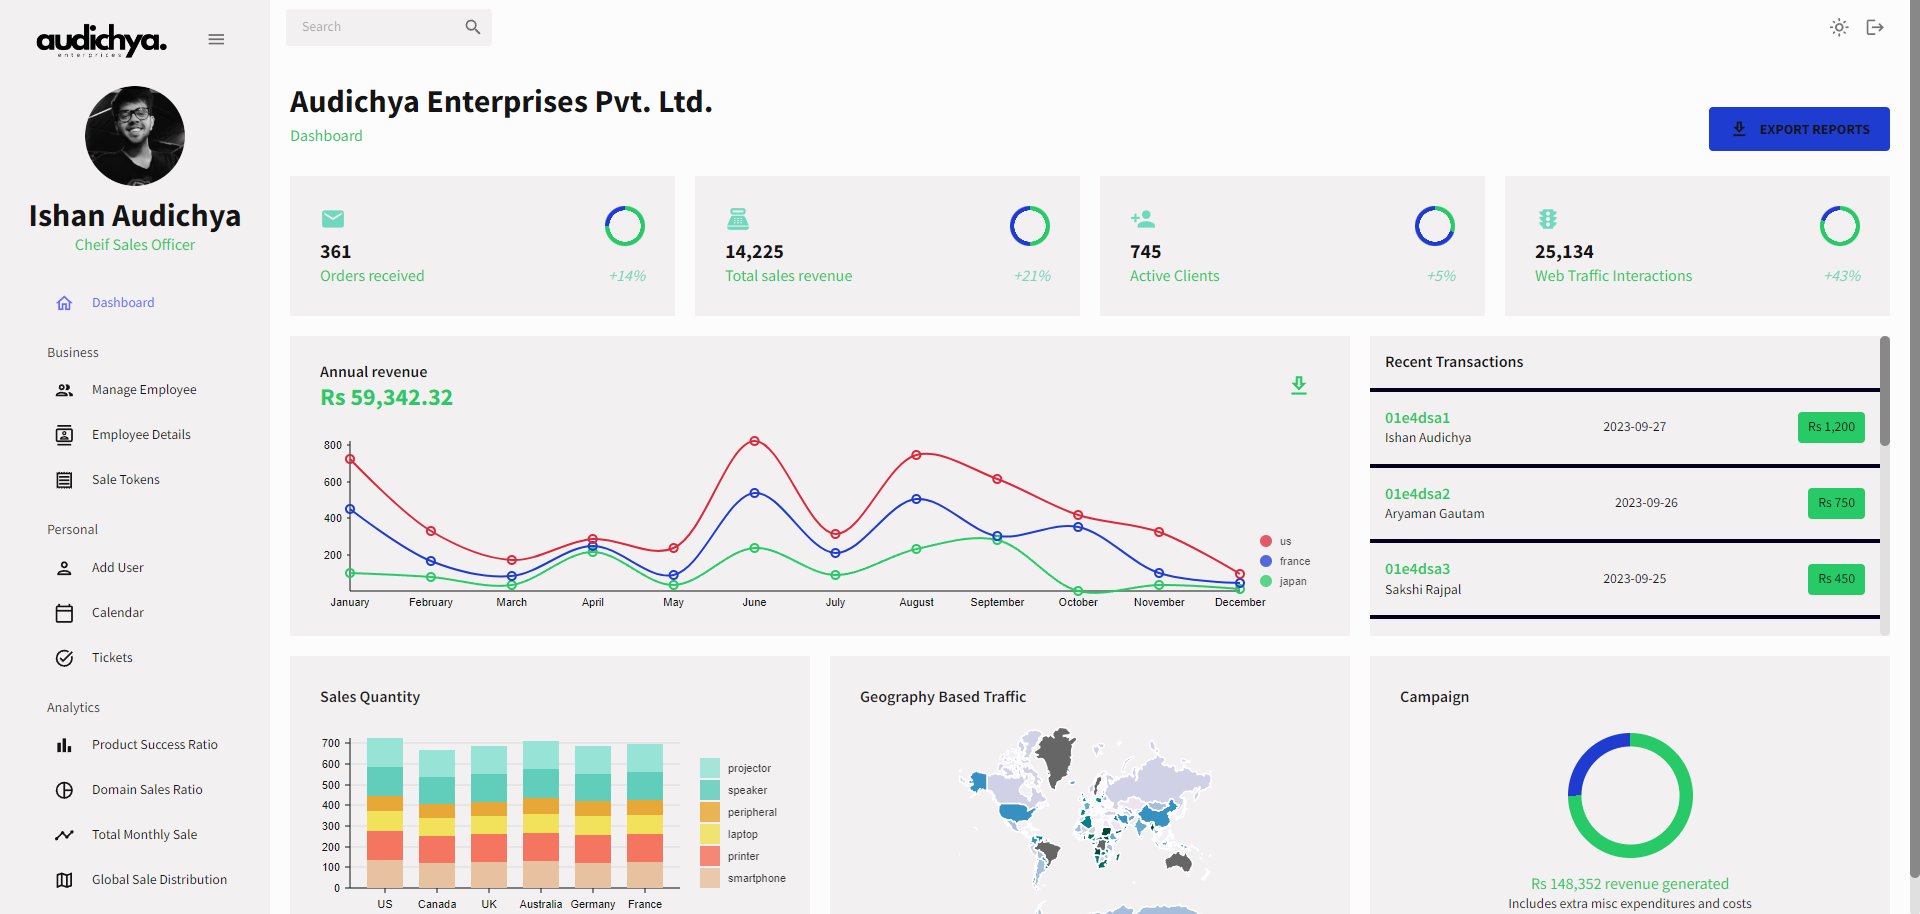 audichya.
enterprises
Search
Ishan Audichya
Cheif Sales Officer
Dashboard
Business
Manage Employee
Employee Details
Sale Tokens
Personal
Add User
Calendar
Tickets
Analytics
Product Success Ratio
Domain Sales Ratio
Total Monthly Sale
Global Sale Distribution
Audichya Enterprises Pvt. Ltd.
Dashboard
EXPORT REPORTS
361
Orders received +14%
14,225
Total sales revenue +21%
745
Active Clients +5%
25,134
Web Traffic Interactions +43%
Annual revenue
Rs 59,342.32
800
600
400
200
January February March April May June July August September October November December
us
france
japan
Recent Transactions
01e4dsa1
Ishan Audichya
2023-09-27
Rs 1,200
01e4dsa2
Aryaman Gautam
2023-09-26
Rs 750
01e4dsa3
Sakshi Rajpal
2023-09-25
Rs 450
Sales Quantity
700
600
500
400
300
200
100
0
US Canada UK Australia Germany France
projector
speaker
peripheral
laptop
printer
smartphone
Geography Based Traffic
Campaign
Rs 148,352 revenue generated
Includes extra misc expenditures and costs